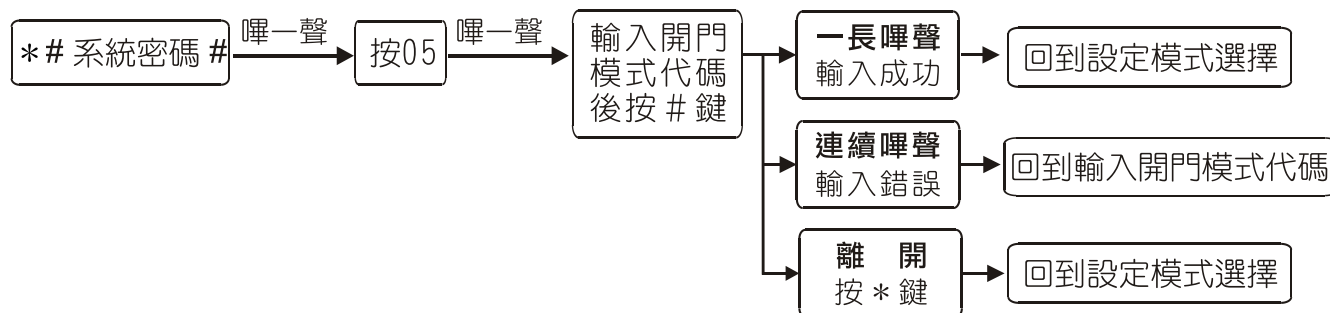 *# 系統密碼 #
嗶一聲
按05
嗶一聲
輸入開門
模式代碼
後按#鍵
一長嗶聲
輸入成功
回到設定模式選擇
連續嗶聲
輸入錯誤
回到輸入開門模式代碼
離 開
按*鍵
回到設定模式選擇